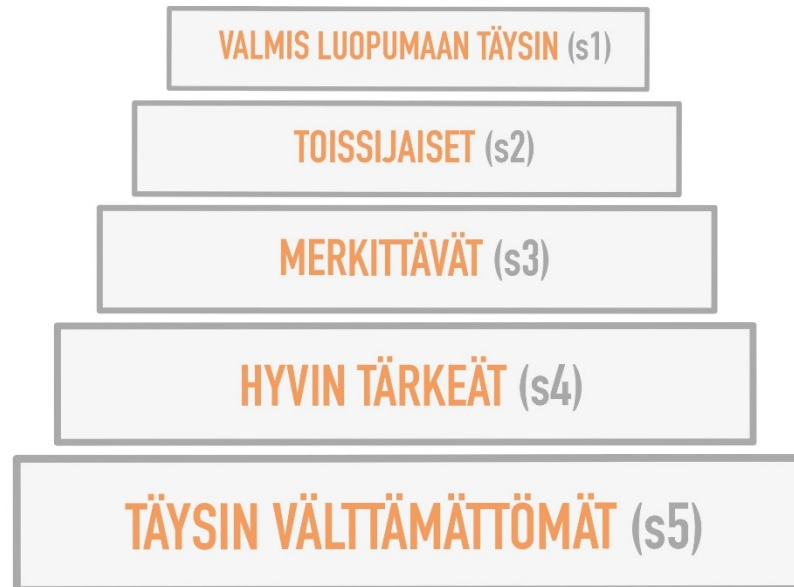 VALMIS LUOPUMAAN TÄYSIN (s1)
TOISSIJAISET (s2)
MERKITTÄVÄT (s3)
HYVIN TÄRKEÄT (s4)
TÄYSIN VÄLTTÄMÄTTÖMÄT (s5)